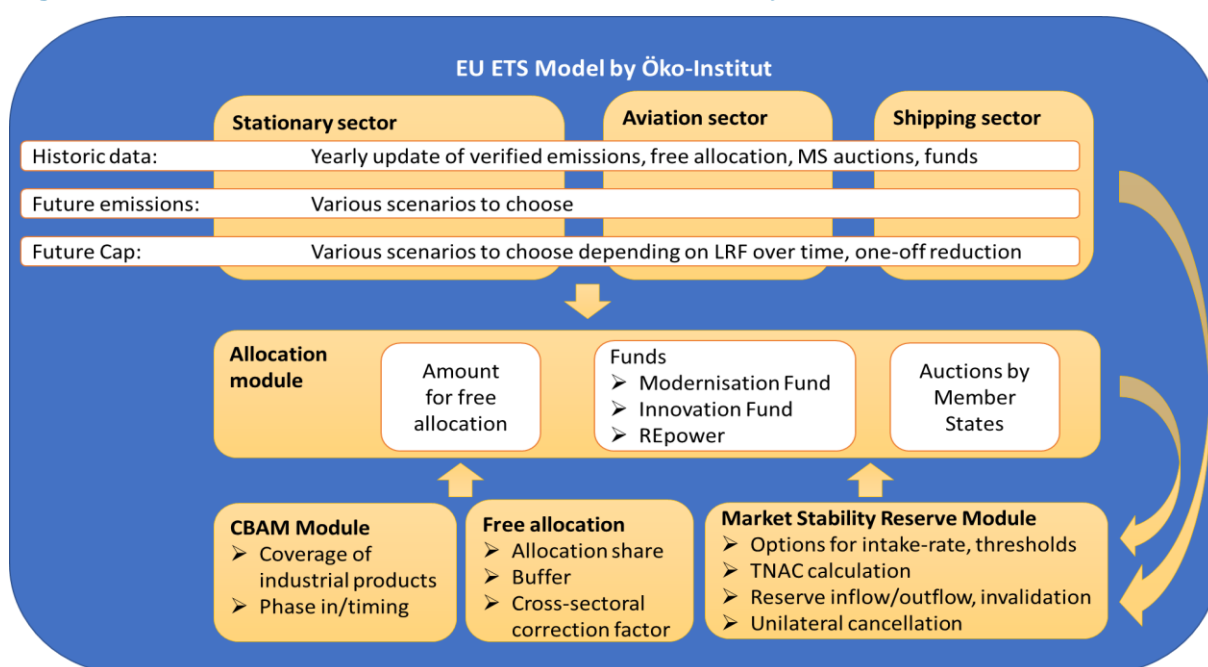 EU ETS Model by Öko-Institut
Stationary sector
Aviation sector
Shipping sector
Historic data: Yearly update of verified emissions, free allocation, MS auctions, funds
Future emissions: Various scenarios to choose
Future Cap: Various scenarios to choose depending on LRF over time, one-off reduction
Allocation
module
Amount
for free
allocation
Funds
➢ Modernisation Fund
➢ Innovation Fund
➢ REpower
Auctions by
Member
States
CBAM Module
➢ Coverage of
industrial products
➢ Phase in/timing
Free allocation
➢ Allocation share
➢ Buffer
➢ Cross-sectoral
correction factor
Market Stability Reserve Module
➢ Options for intake-rate, thresholds
➢ TNAC calculation
➢ Reserve inflow/outflow, invalidation
➢ Unilateral cancellation